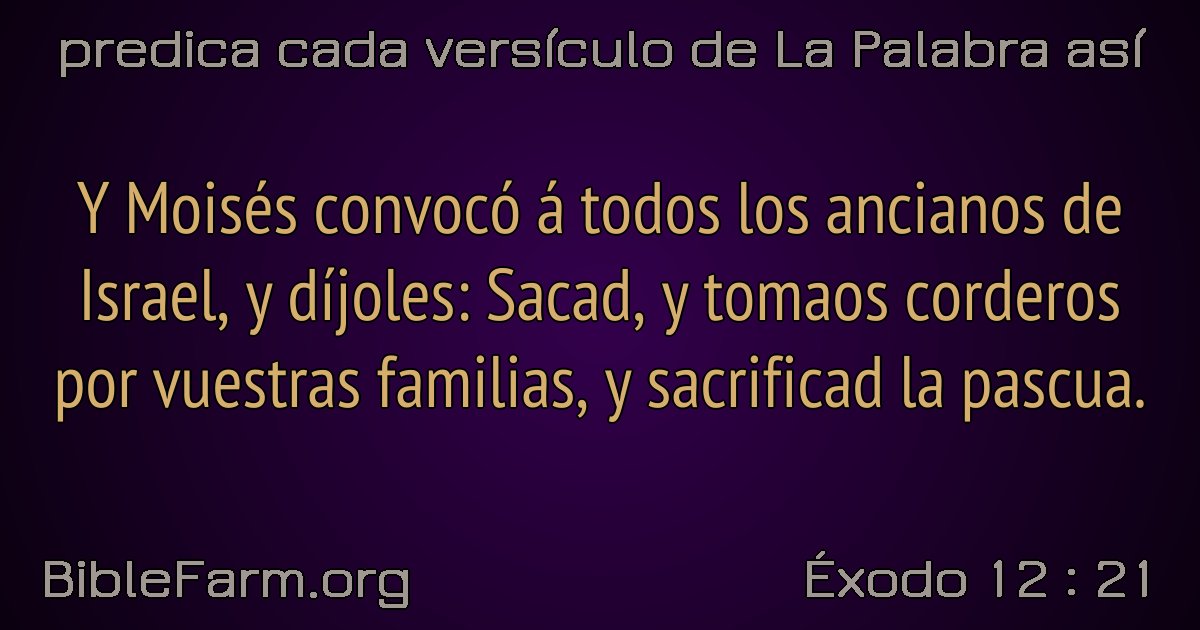 predica cada versículo de La Palabra así
Y Moisés convocó á todos los ancianos de
Israel, y díjoles: Sacad, y tomaos corderos
por vuestras familias, y sacrificad la pascua.
BibleFarm.org
Éxodo 12 : 21